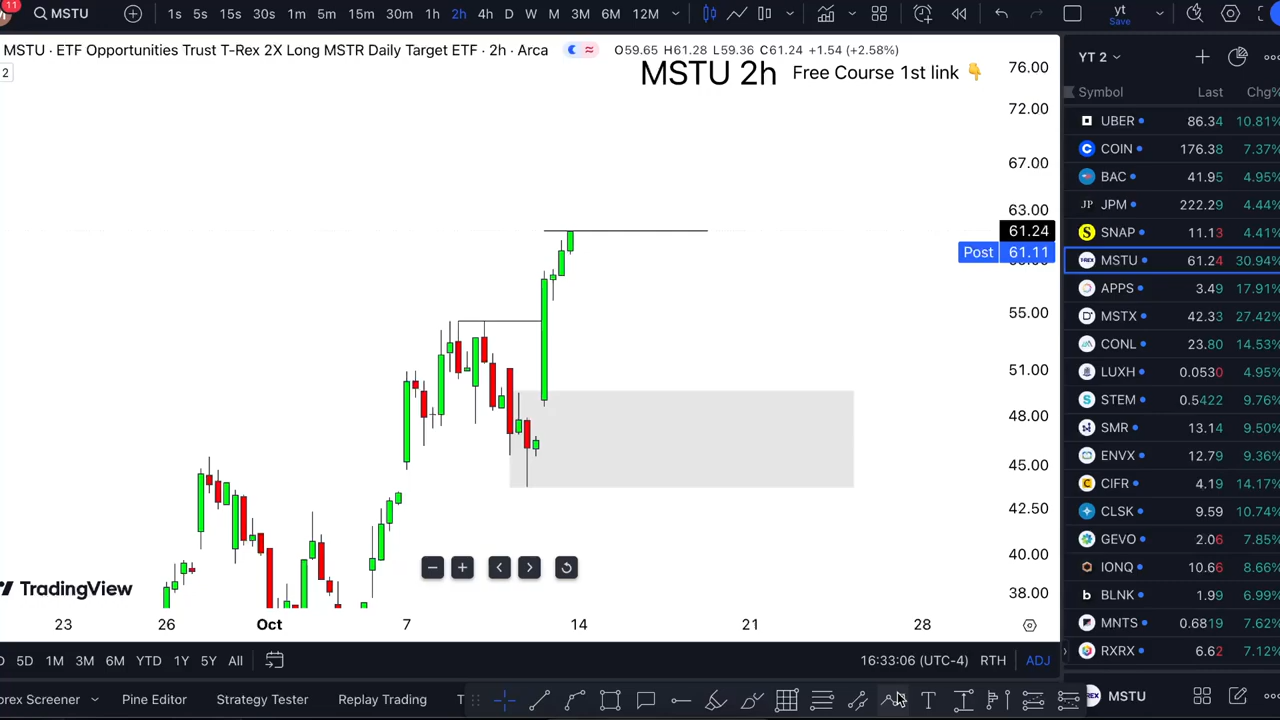 11
MSTU
1s 5s 15s 30s 1m 5m 15m 30m 1h 2h 4h D W M 3M 6M 12M
yt
Save
MSTU · ETF Opportunities Trust T-Rex 2X Long MSTR Daily Target ETF · 2h · Arca
O59.65 H61.28 L59.36 C61.24 +1.54 (+2.58%)
2
MSTU 2h Free Course 1st link 👇
76.00
72.00
67.00
63.00
61.24
Post 61.11
55.00
51.00
48.00
45.00
42.50
40.00
38.00
TradingView
23 26 Oct 7 14 21 28
5D 1M 3M 6M YTD 1Y 5Y All
16:33:06 (UTC-4) RTH ADJ
orex Screener Pine Editor Strategy Tester Replay Trading T
YT 2
Symbol Last Chg%
UBER 86.34 10.81%
COIN 176.38 7.37%
BAC 41.95 4.95%
JPM 222.29 4.44%
SNAP 11.13 4.41%
MSTU 61.24 30.94%
APPS 3.49 17.91%
MSTX 42.33 27.42%
CONL 23.80 14.53%
LUXH 0.0530 4.95%
STEM 0.5422 9.76%
SMR 13.14 9.50%
ENVX 12.79 9.36%
CIFR 4.19 14.17%
CLSK 9.59 10.74%
GEVO 2.06 7.85%
IONQ 10.66 8.66%
BLNK 1.99 6.99%
MNTS 0.6819 7.62%
RXRX 6.62 7.12%
MSTU